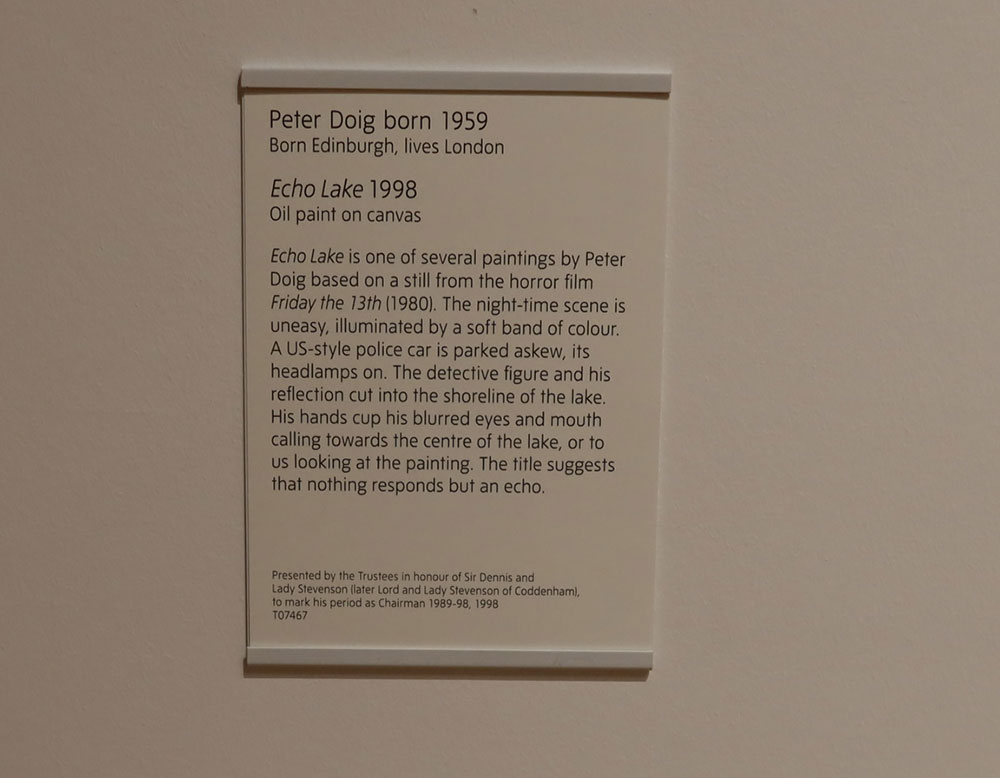 Peter Doig born 1959
Born Edinburgh, lives London
Echo Lake 1998
Oil paint on canvas
Echo Lake is one of several paintings by Peter
Doig based on a still from the horror film
Friday the 13th (1980). The night-time scene is
uneasy, illuminated by a soft band of colour.
A US-style police car is parked askew, its
headlamps on. The detective figure and his
reflection cut into the shoreline of the lake.
His hands cup his blurred eyes and mouth
calling towards the centre of the lake, or to
us looking at the painting. The title suggests
that nothing responds but an echo.
Presented by the Trustees in honour of Sir Dennis and
Lady Stevenson (later Lord and Lady Stevenson of Coddenham),
to mark his period as Chairman 1989-98, 1998
T07467